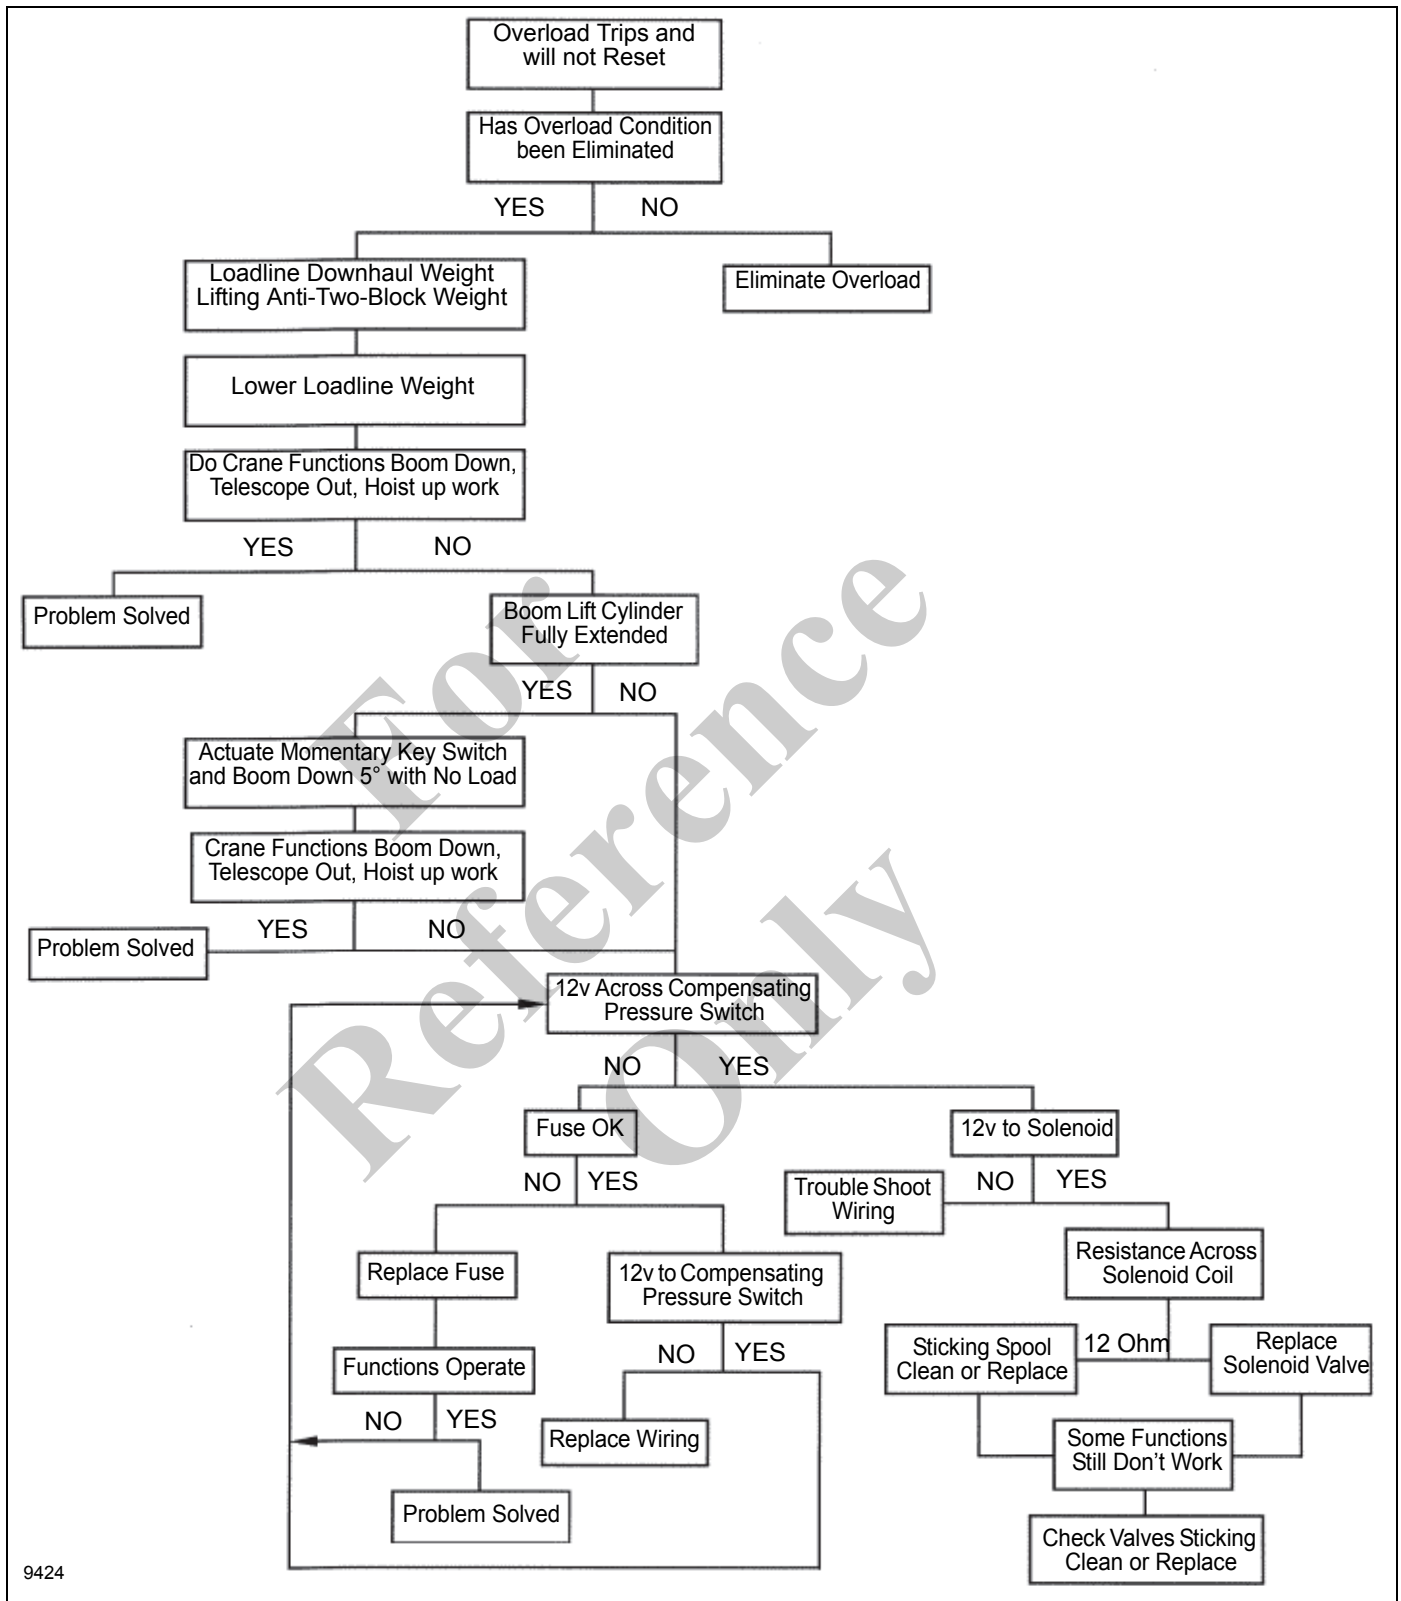 Overload Trips and
will not Reset
Has Overload Condition
been Eliminated
YES
NO
Loadline Downhaul Weight
Lifting Anti-Two-Block Weight
Eliminate Overload
Lower Loadline Weight
Do Crane Functions Boom Down,
Telescope Out, Hoist up work
YES
NO
Problem Solved
Boom Lift Cylinder
Fully Extended
YES
NO
Actuate Momentary Key Switch
and Boom Down 5° with No Load
Crane Functions Boom Down,
Telescope Out, Hoist up work
YES
NO
Problem Solved
12v Across Compensating
Pressure Switch
NO
YES
Fuse OK
12v to Solenoid
NO
YES
Trouble Shoot
Wiring
NO
YES
Replace Fuse
12v to Compensating
Pressure Switch
Resistance Across
Solenoid Coil
Functions Operate
NO
YES
Sticking Spool
Clean or Replace
12 Ohm
Replace
Solenoid Valve
NO
YES
Replace Wiring
Some Functions
Still Don't Work
Problem Solved
Check Valves Sticking
Clean or Replace
9424
For
Reference
Only